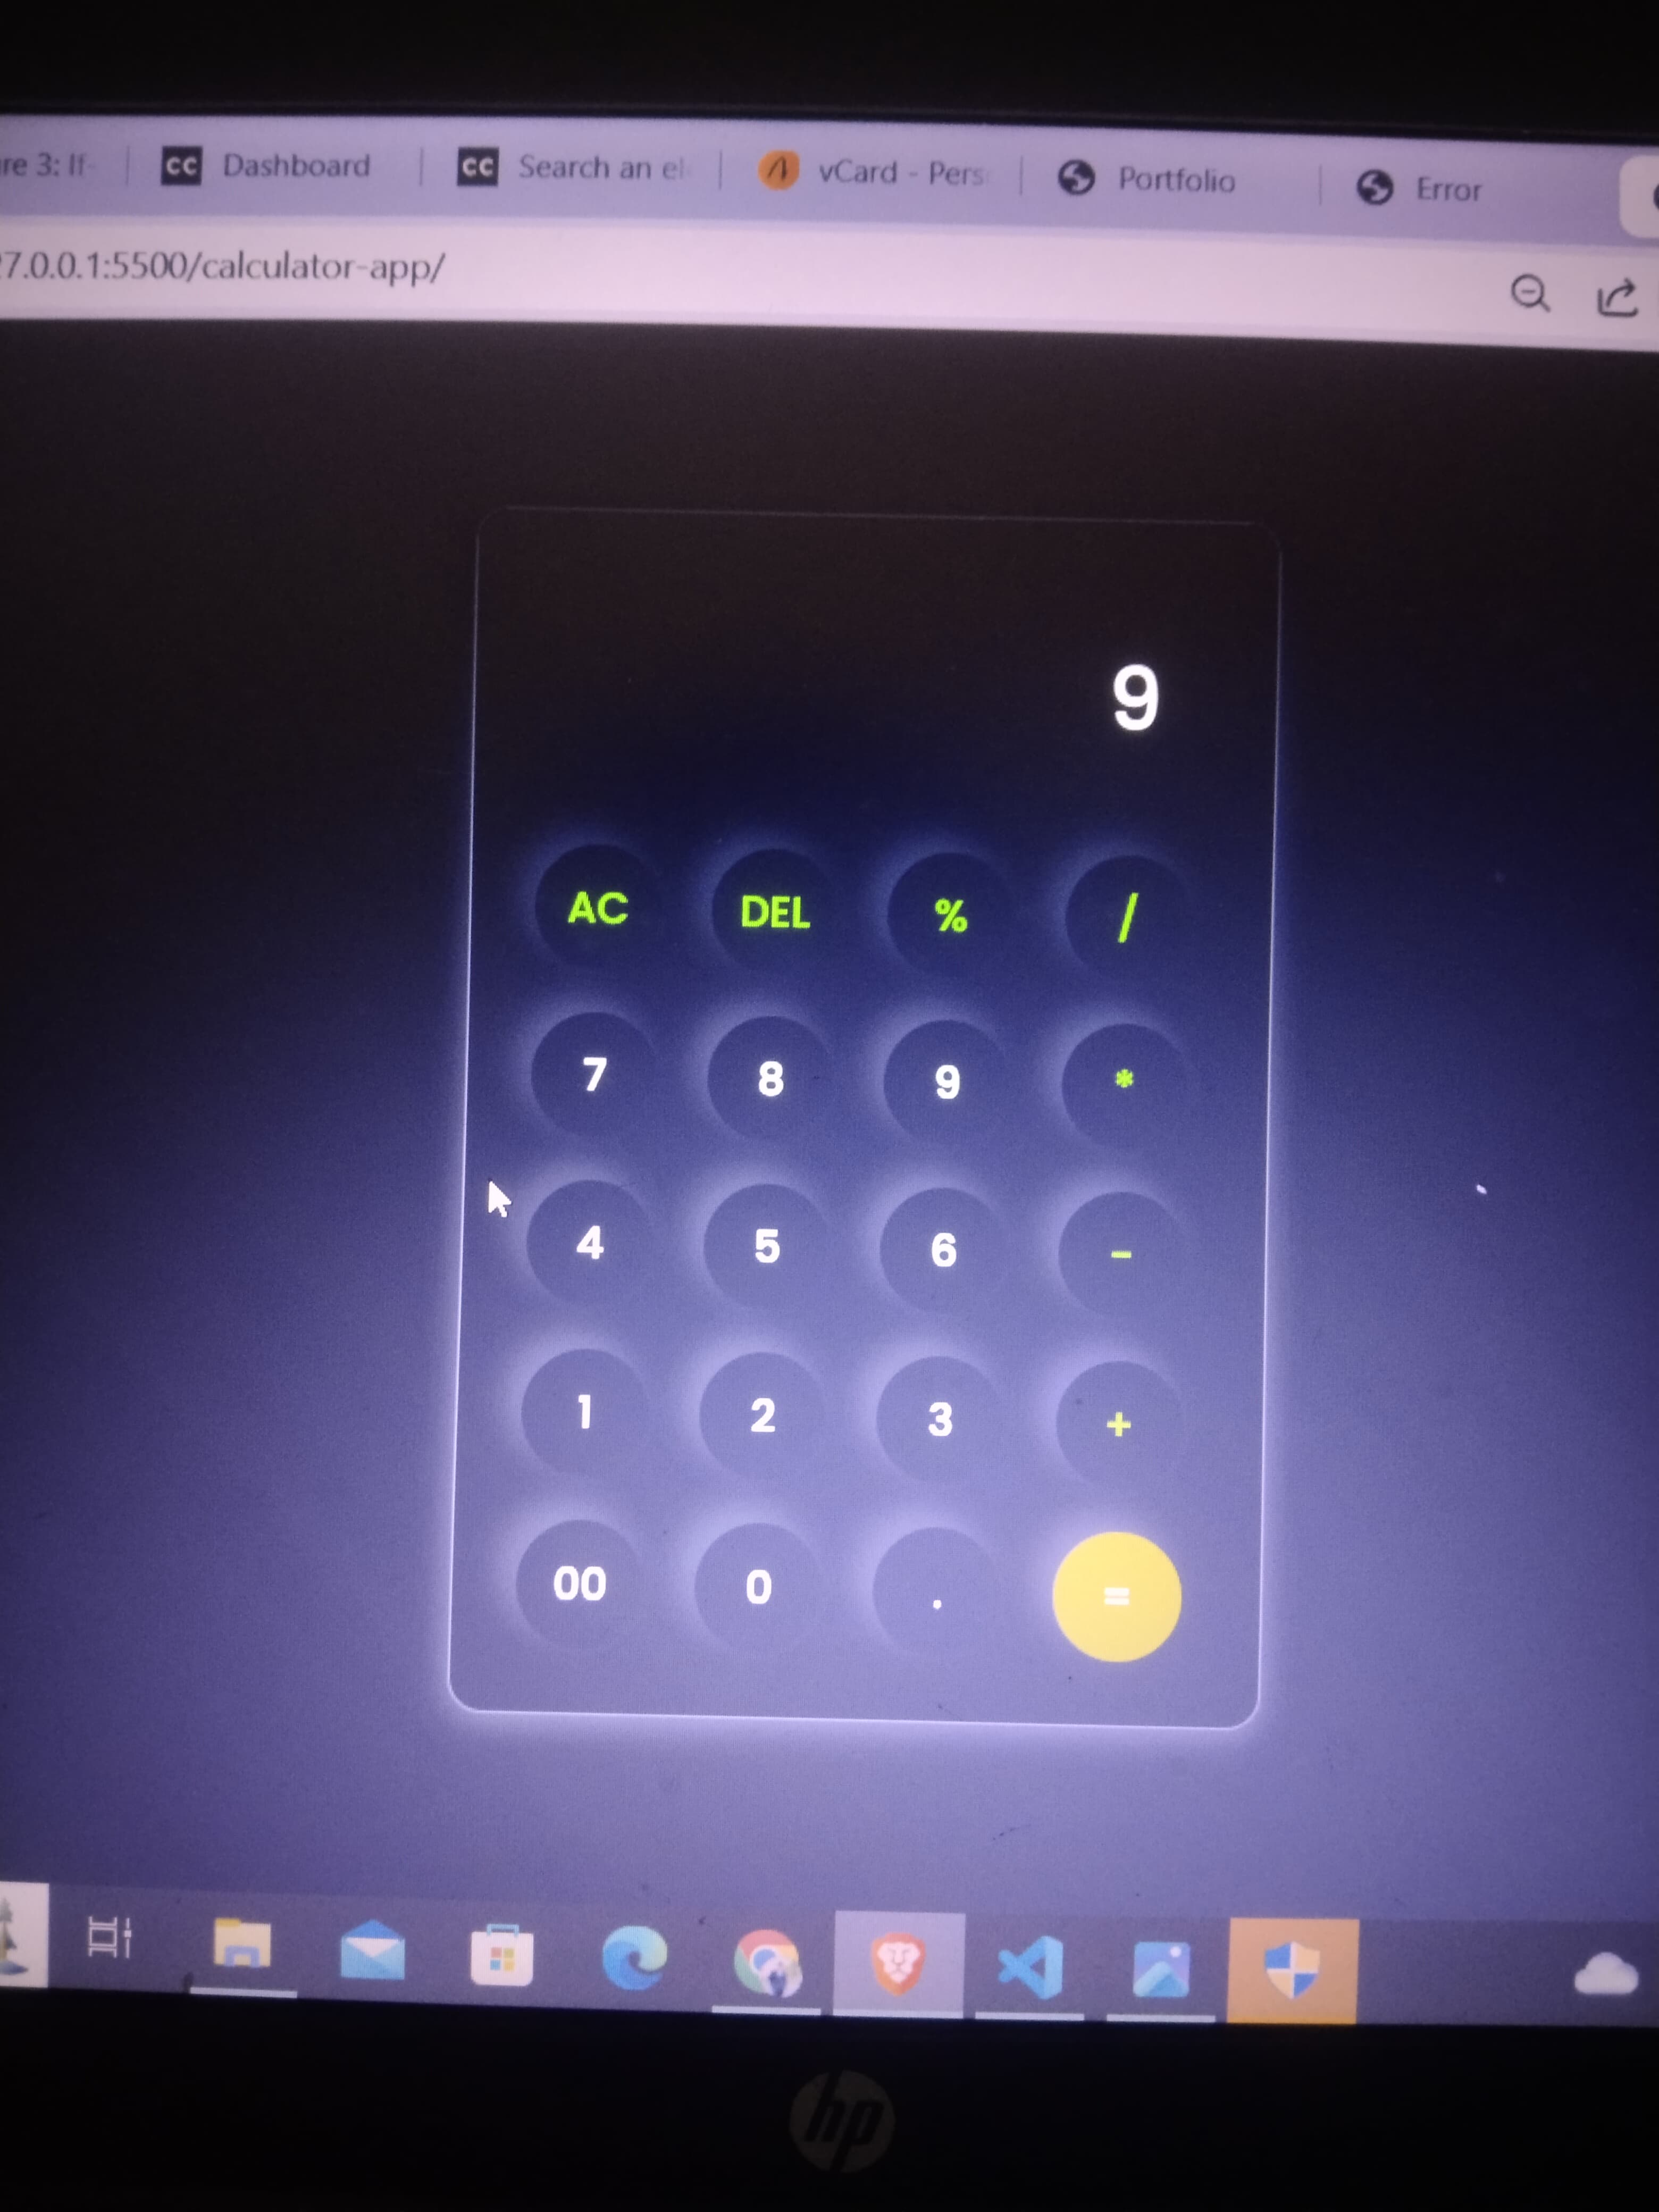 re 3: If-
CC Dashboard
CC Search an el
vCard - Pers
Portfolio
Error
7.0.0.1:5500/calculator-app/
9
AC DEL % /
7 8 9 *
4 5 6 -
1 2 3 +
00 0 . =
hp